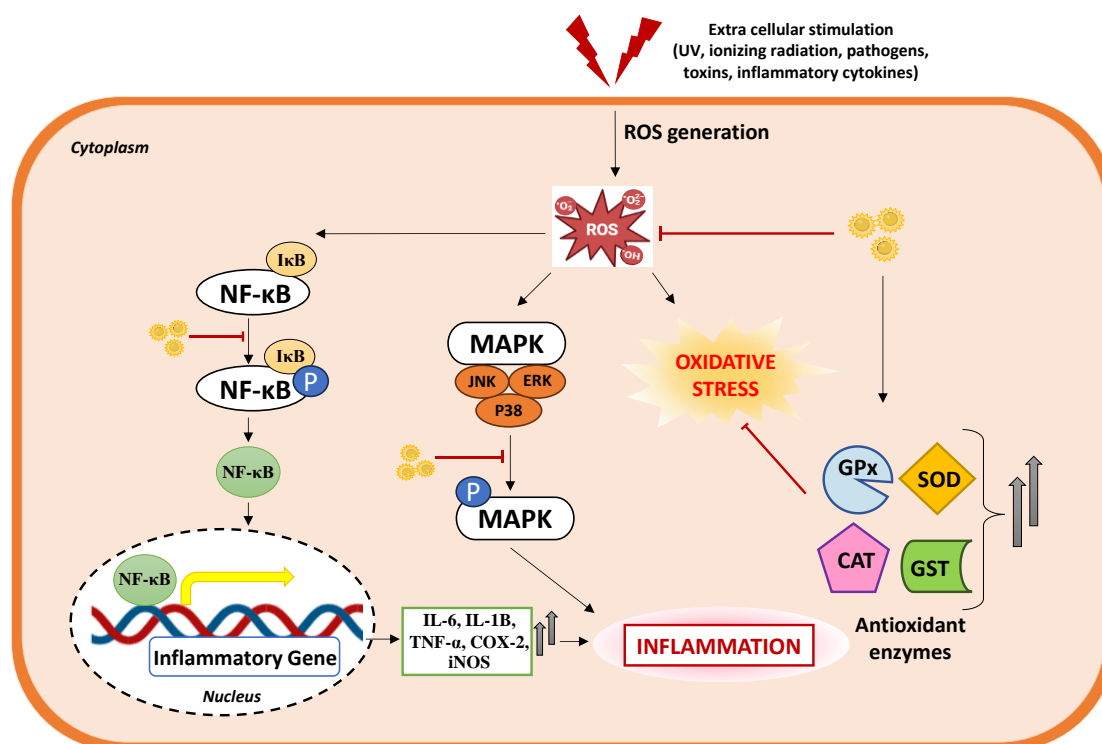 Extra cellular stimulation
(UV, ionizing radiation, pathogens,
toxins, inflammatory cytokines)
Cytoplasm
ROS generation
•O₂
•O₂²⁻
ROS
•OH
IκB
NF-κB
IκB
NF-κB
P
NF-κB
NF-κB
Inflammatory Gene
Nucleus
MAPK
JNK
ERK
P38
P
MAPK
IL-6, IL-1B,
TNF-α, COX-2,
iNOS
OXIDATIVE
STRESS
INFLAMMATION
GPx
SOD
CAT
GST
Antioxidant
enzymes